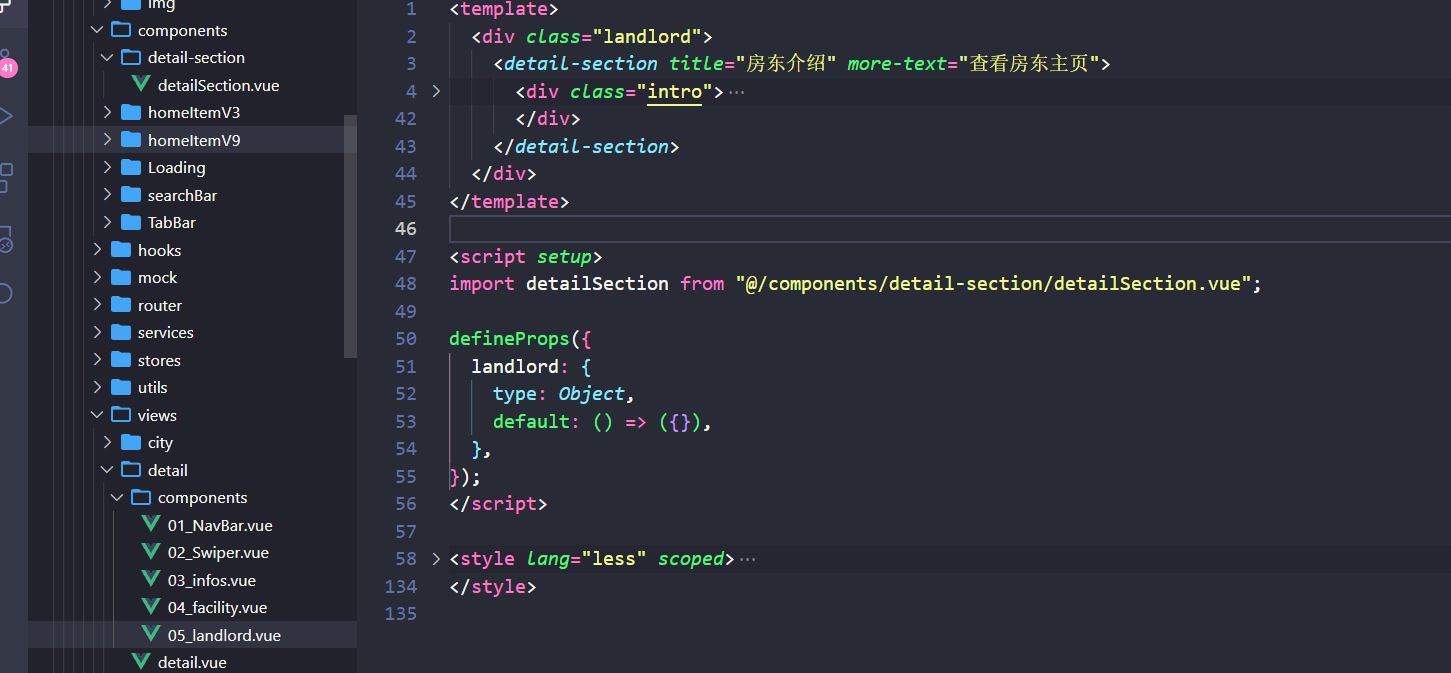 img
components
detail-section
detailSection.vue
homeItemV3
homeItemV9
Loading
searchBar
TabBar
hooks
mock
router
services
stores
utils
views
city
detail
components
01_NavBar.vue
02_Swiper.vue
03_infos.vue
04_facility.vue
05_landlord.vue
detail.vue
41
1 <template>
2 <div class="landlord">
3 <detail-section title="房东介绍" more-text="查看房东主页">
4 <div class="intro">···
42 </div>
43 </detail-section>
44 </div>
45 </template>
46
47 <script setup>
48 import detailSection from "@/components/detail-section/detailSection.vue";
49
50 defineProps({
51 landlord: {
52 type: Object,
53 default: () => ({}),
54 },
55 });
56 </script>
57
58 <style lang="less" scoped>···
134 </style>
135